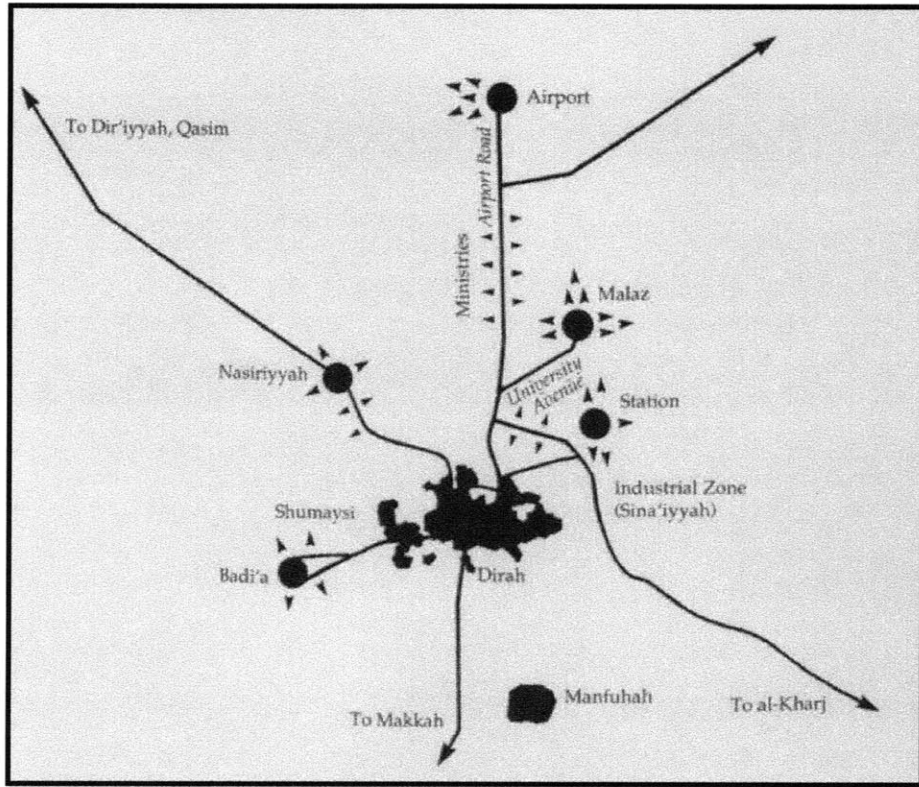 Airport
To Dir'iyyah, Qasim
Airport Road
Ministries
Malaz
Nasiriyyah
University
Avenue
Station
Industrial Zone
(Sina'iyyah)
Shumaysi
Badi'a
Dirah
Manfuhah
To Makkah
To al-Kharj